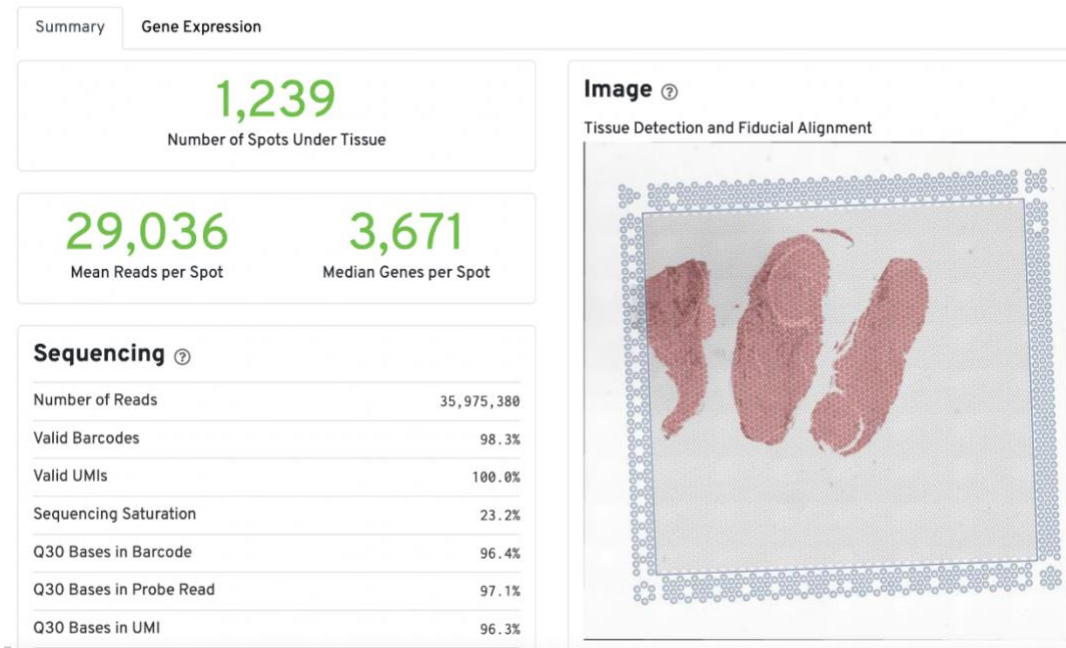 Summary Gene Expression
1,239
Number of Spots Under Tissue
29,036 3,671
Mean Reads per Spot Median Genes per Spot
Sequencing ?
Number of Reads 35,975,380
Valid Barcodes 98.3%
Valid UMIs 100.0%
Sequencing Saturation 23.2%
Q30 Bases in Barcode 96.4%
Q30 Bases in Probe Read 97.1%
Q30 Bases in UMI 96.3%
Image ?
Tissue Detection and Fiducial Alignment